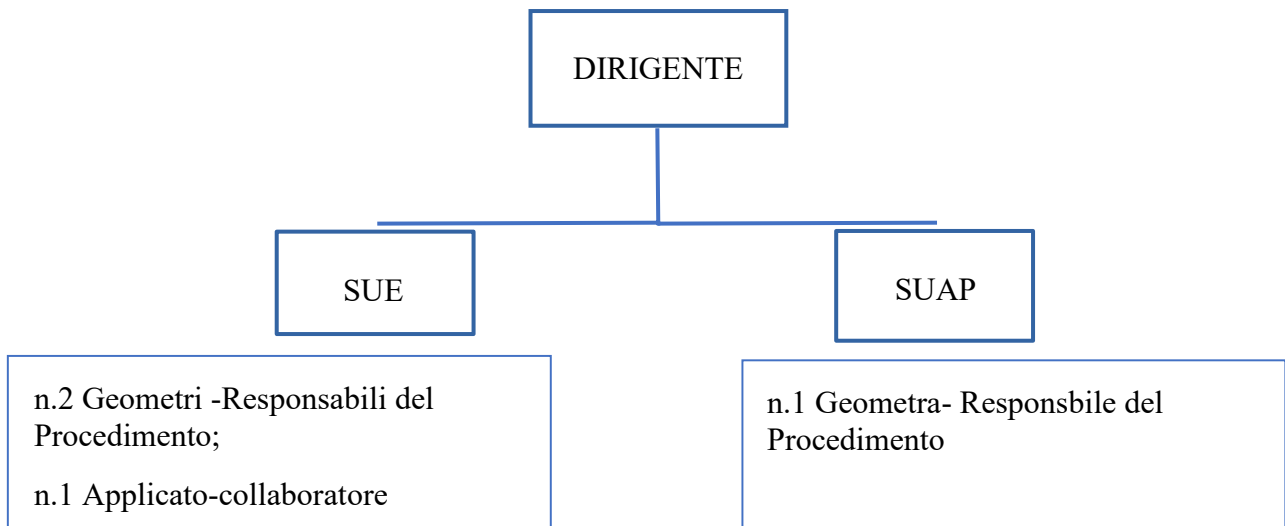 DIRIGENTE
SUE
SUAP
n.2 Geometri -Responsabili del
Procedimento;
n.1 Applicato-collaboratore
n.1 Geometra- Responsbile del
Procedimento